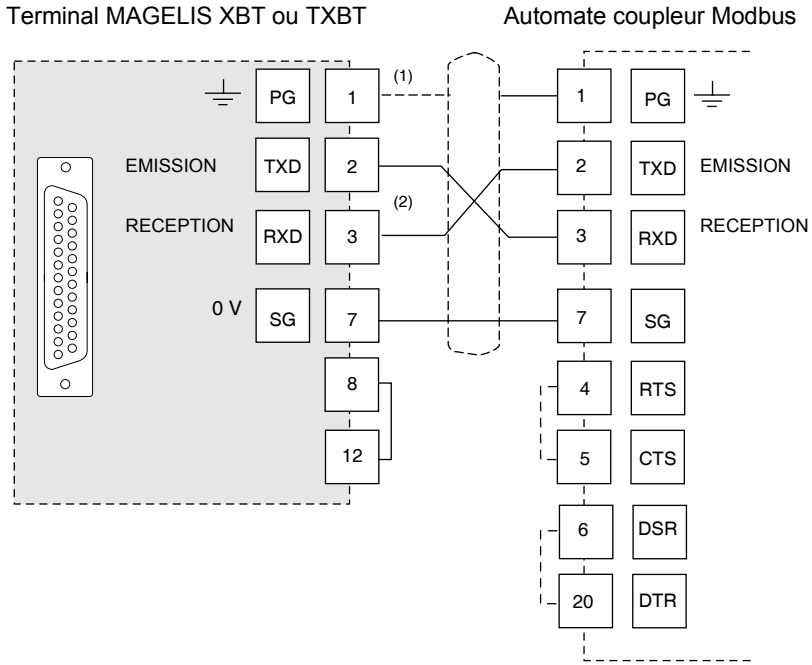 Terminal MAGELIS XBT ou TXBT
Automate coupleur Modbus
PG 1 (1) 1 PG
EMISSION TXD 2 2 TXD EMISSION
RECEPTION RXD 3 (2) 3 RXD RECEPTION
0 V SG 7 7 SG
8 4 RTS
12 5 CTS
6 DSR
20 DTR